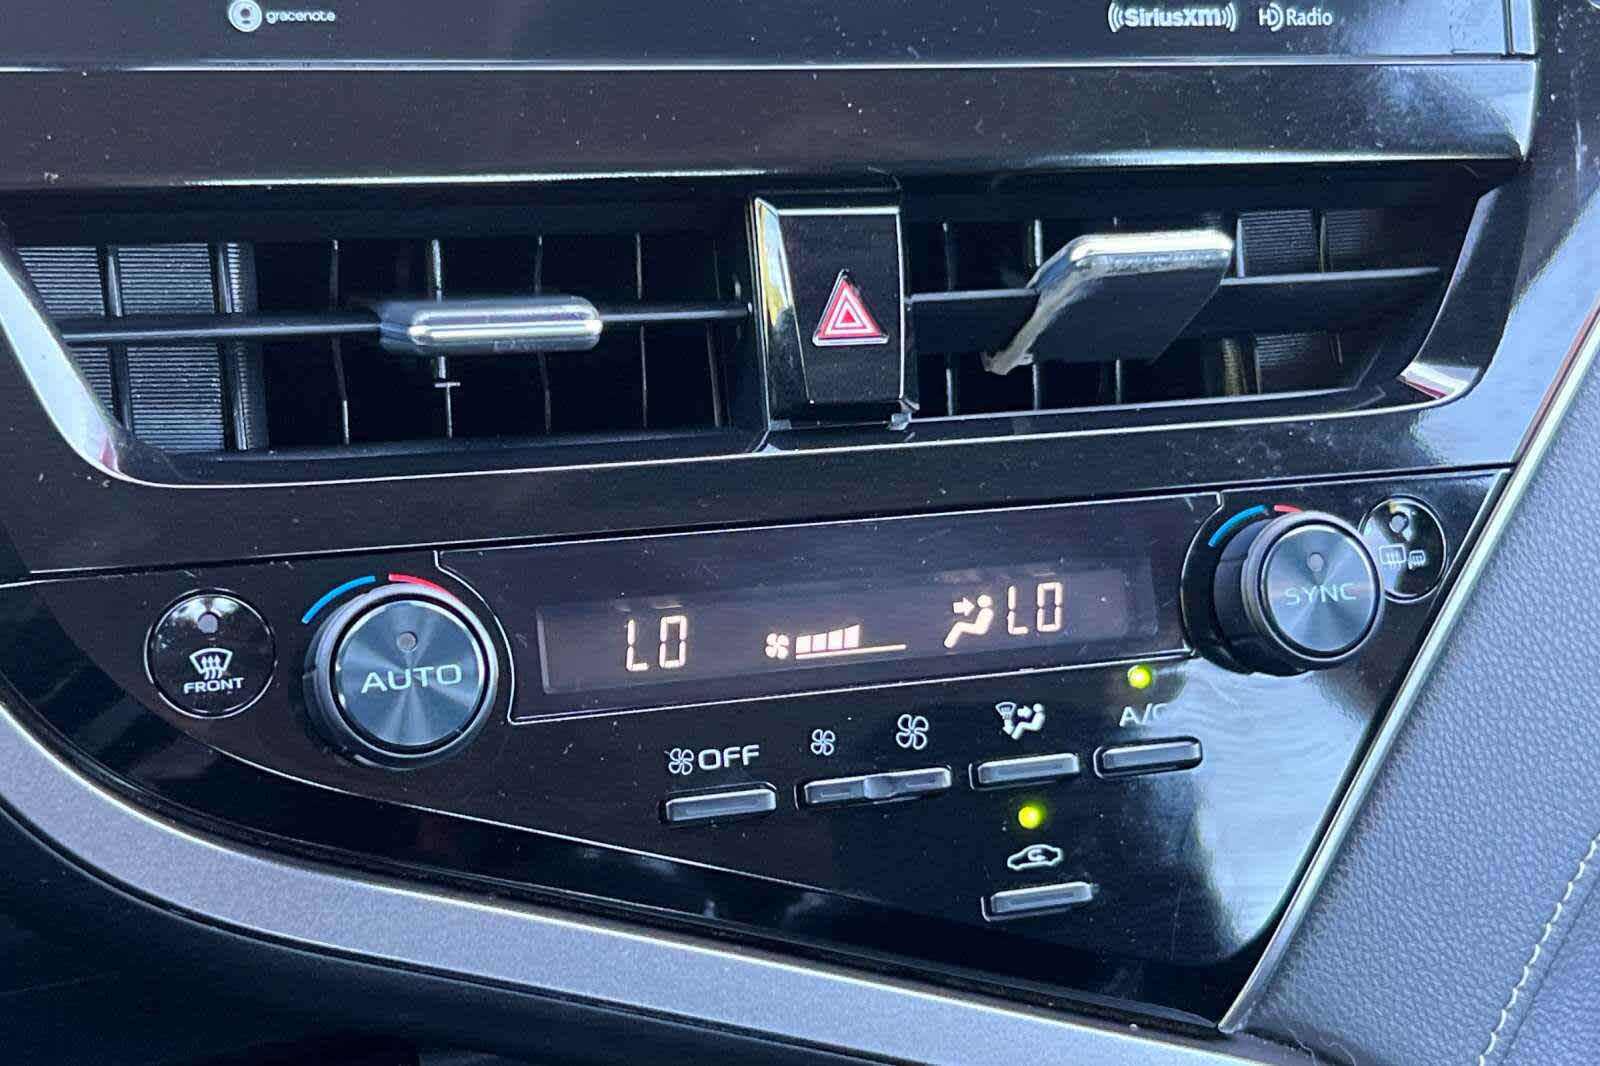 gracenote
SiriusXM HD Radio
FRONT
AUTO
LO LO
SYNC
OFF
A/C